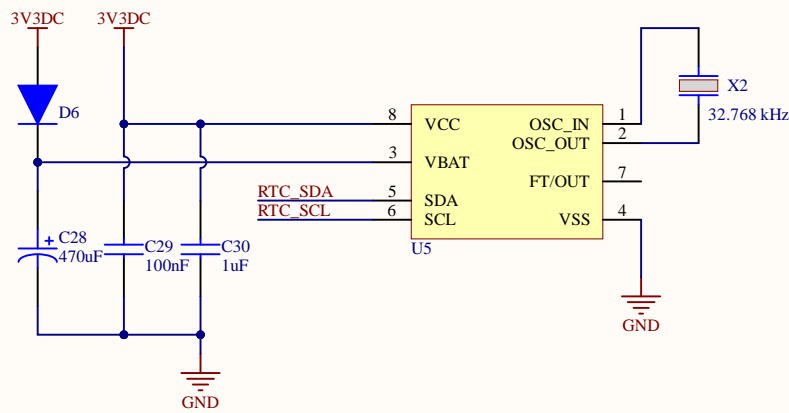 3V3DC 3V3DC
D6
X2
32.768 kHz
8 VCC OSC_IN 1
OSC_OUT 2
3 VBAT
FT/OUT 7
RTC_SDA 5 SDA
RTC_SCL 6 SCL VSS 4
U5
+ C28 C29 C30
470uF 100nF 1uF
GND
GND